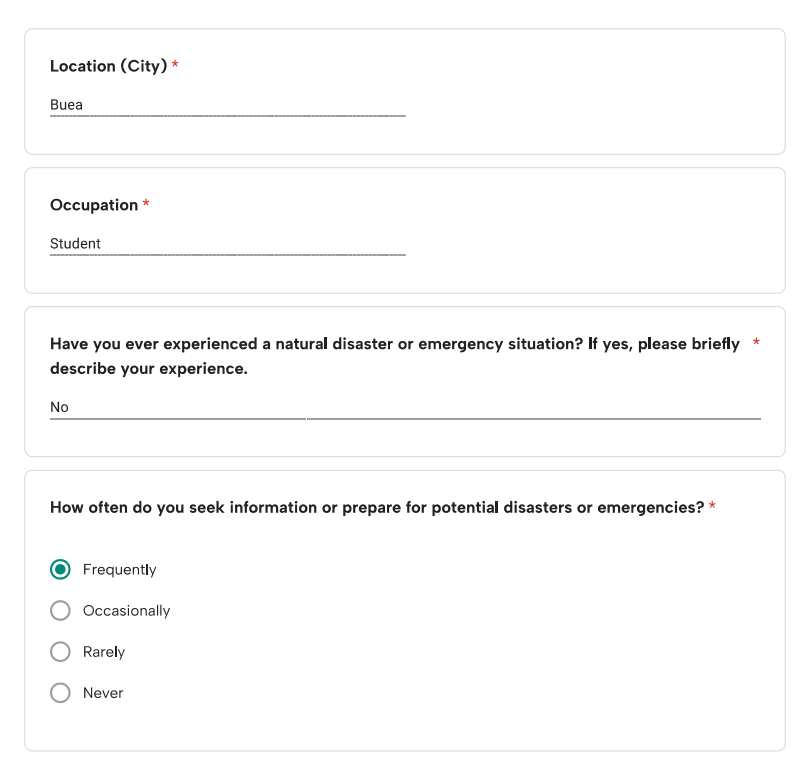 Location (City) *
Buea
Occupation *
Student
Have you ever experienced a natural disaster or emergency situation? If yes, please briefly *
describe your experience.
No
How often do you seek information or prepare for potential disasters or emergencies? *
Frequently
Occasionally
Rarely
Never